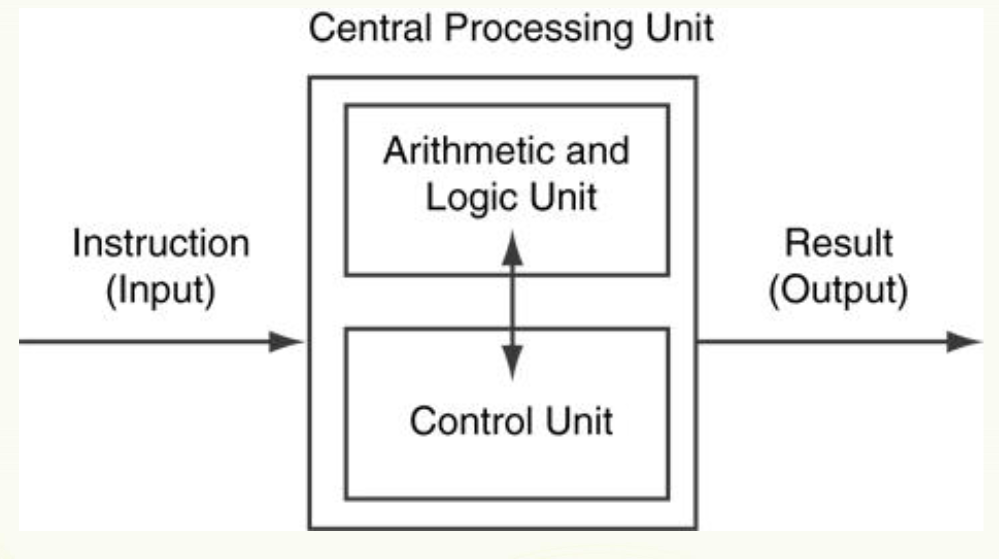 Central Processing Unit
Arithmetic and
Logic Unit
Instruction
(Input)
Result
(Output)
Control Unit